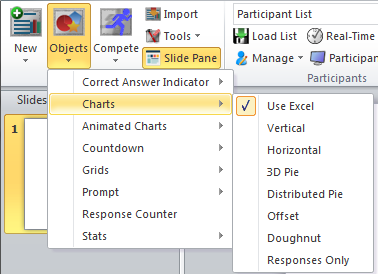 Import
Participant List
New
Objects
Compete
Tools
Load List
Real-Time
Slide Pane
Manage
Participan
Participants
Correct Answer Indicator
Slides
Charts
Use Excel
1
Animated Charts
Vertical
Countdown
Horizontal
Grids
3D Pie
Prompt
Distributed Pie
Response Counter
Offset
Stats
Doughnut
Responses Only